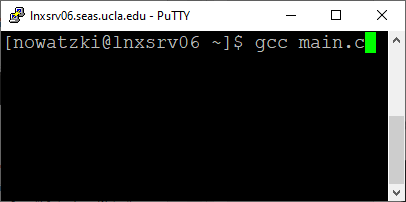 lnxsrv06.seas.ucla.edu - PuTTY
[nowatzki@lnxsrv06 ~]$ gcc main.c